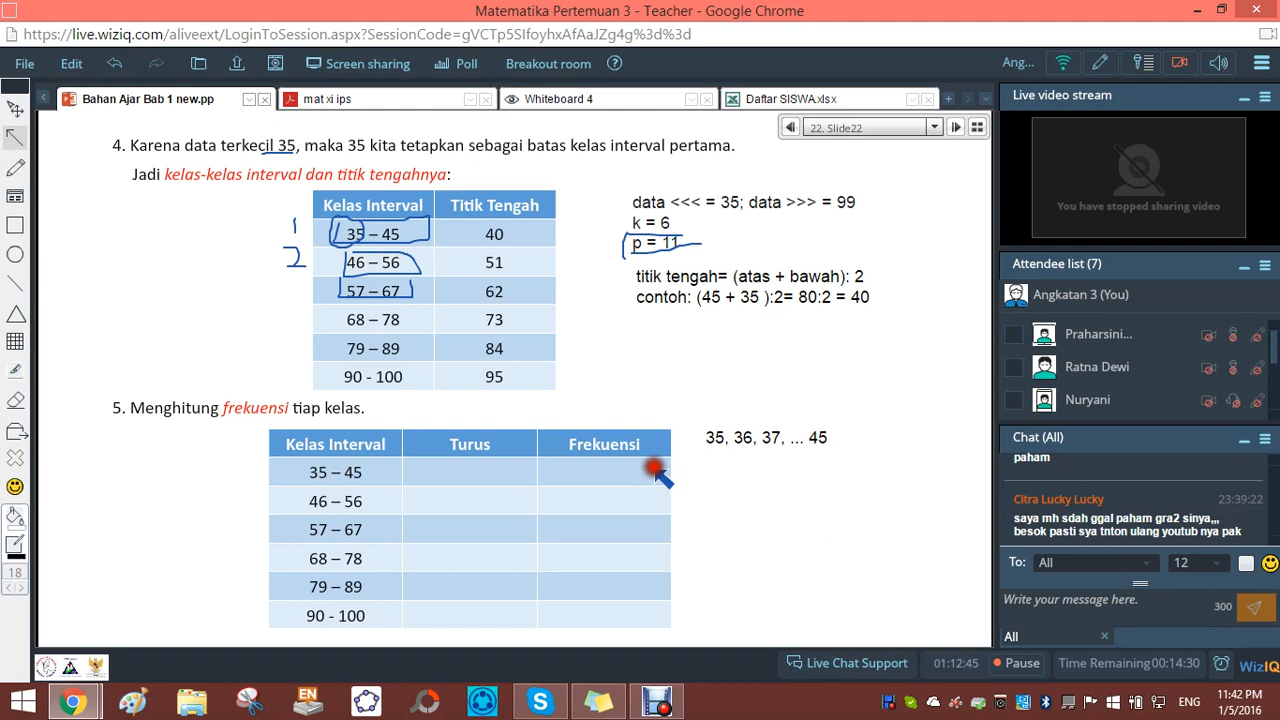 Matematika Pertemuan 3 - Teacher - Google Chrome
https://live.wiziq.com/aliveext/LoginToSession.aspx?SessionCode=gVCTp5SIfoyhxAfAaJZg4g%3d%3d
File Edit Screen sharing Poll Breakout room ? Ang...
Bahan Ajar Bab 1 new.pp
mat xi ips
Whiteboard 4
Daftar SISWA.xlsx
Live video stream
22. Slide22
4. Karena data terkecil 35, maka 35 kita tetapkan sebagai batas kelas interval pertama.
Jadi kelas-kelas interval dan titik tengahnya:
Kelas Interval Titik Tengah
1 35 – 45 40
2 46 – 56 51
57 – 67 62
68 – 78 73
79 – 89 84
90 - 100 95
data <<< = 35; data >>> = 99
k = 6
p = 11
titik tengah= (atas + bawah): 2
contoh: (45 + 35 ):2= 80:2 = 40
5. Menghitung frekuensi tiap kelas.
Kelas Interval Turus Frekuensi
35 – 45
46 – 56
57 – 67
68 – 78
79 – 89
90 - 100
35, 36, 37, ... 45
18
You have stopped sharing video
Attendee list (7)
Angkatan 3 (You)
Praharsini...
Ratna Dewi
Nuryani
Chat (All)
paham
Citra Lucky Lucky 23:39:22
saya mh sdah ggal paham gra2 sinya,,,
besok pasti sya tnton ulang youtub nya pak
To: All 12
Write your message here. 300
All
Live Chat Support 01:12:45 Pause Time Remaining 00:14:30 WizIQ
EN
ENG
11:42 PM
1/5/2016